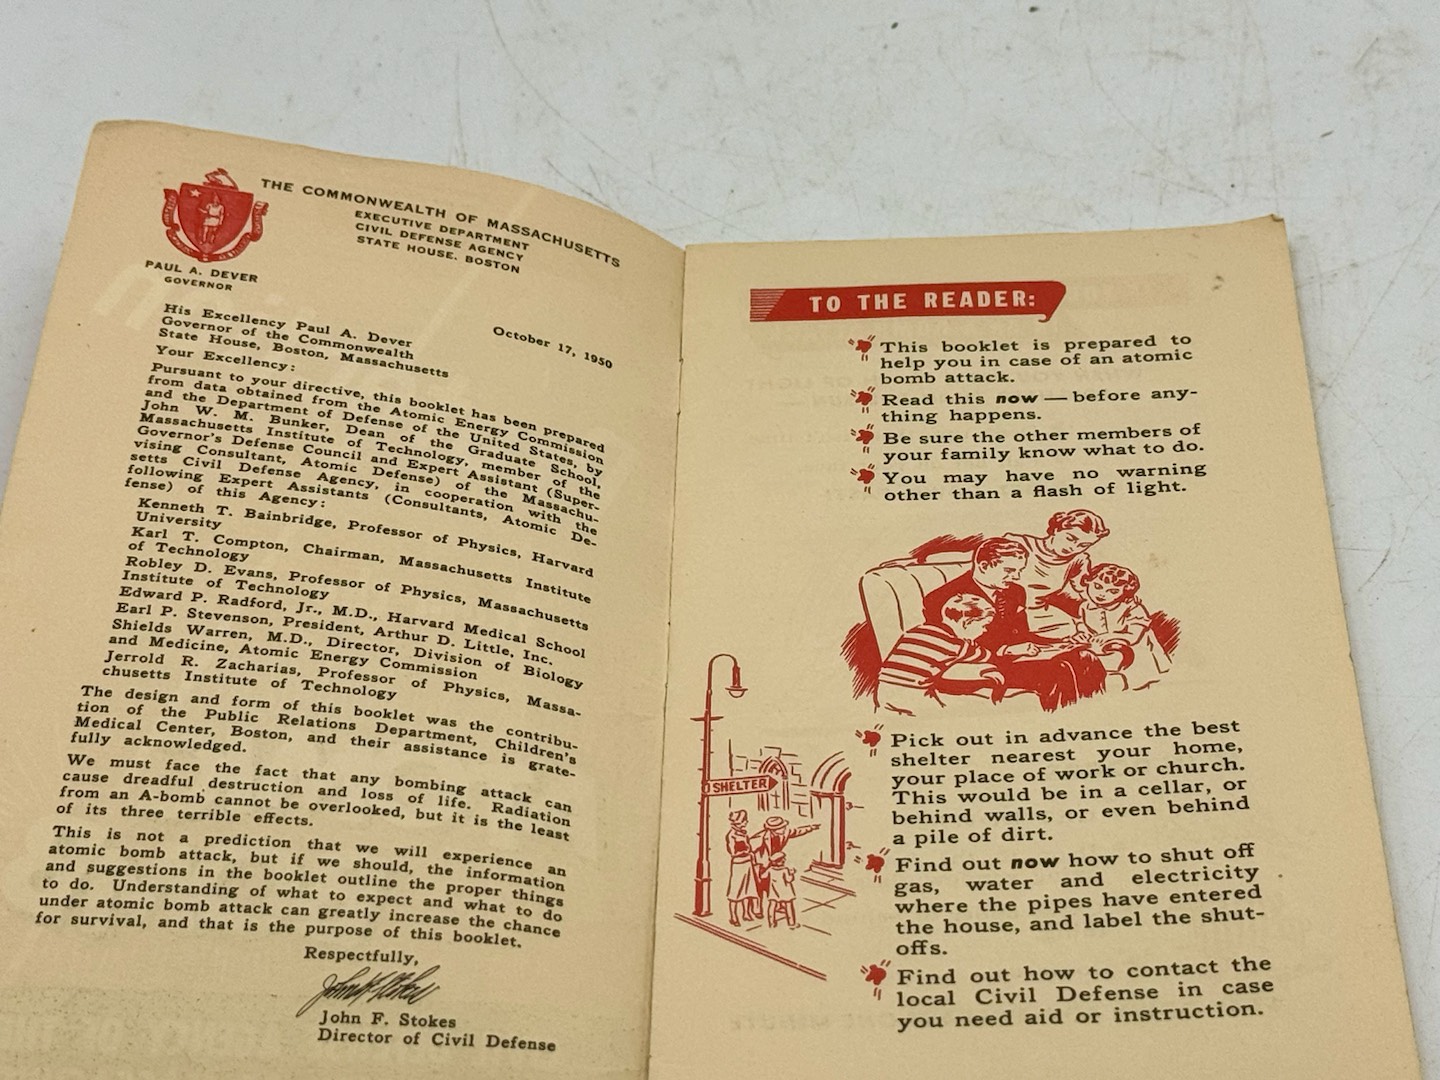 THE COMMONWEALTH OF MASSACHUSETTS
EXECUTIVE DEPARTMENT
CIVIL DEFENSE AGENCY
STATE HOUSE. BOSTON
PAUL A. DEVER
GOVERNOR
October 17, 1950
His Excellency Paul A. Dever
Governor of the Commonwealth
State House, Boston, Massachusetts
Your Excellency:
Pursuant to your directive, this booklet has been prepared
from data obtained from the Atomic Energy Commission
and the Department of Defense of the United States, by
John W. M. Bunker, Dean of the Graduate School,
Massachusetts Institute of Technology, member of the
Governor's Defense Council and Expert Assistant (Super-
vising Consultant, Atomic Defense) of the Massachu-
setts Civil Defense Agency, in cooperation with the
following Expert Assistants (Consultants, Atomic De-
fense) of this Agency:
Kenneth T. Bainbridge, Professor of Physics, Harvard
University
Karl T. Compton, Chairman, Massachusetts Institute
of Technology
Robley D. Evans, Professor of Physics, Massachusetts
Institute of Technology
Edward P. Radford, Jr., M.D., Harvard Medical School
Earl P. Stevenson, President, Arthur D. Little, Inc.
Shields Warren, M.D., Director, Division of Biology
and Medicine, Atomic Energy Commission
Jerrold R. Zacharias, Professor of Physics, Massa-
chusetts Institute of Technology
The design and form of this booklet was the contribu-
tion of the Public Relations Department, Children's
Medical Center, Boston, and their assistance is grate-
fully acknowledged.
We must face the fact that any bombing attack can
cause dreadful destruction and loss of life. Radiation
from an A-bomb cannot be overlooked, but it is the least
of its three terrible effects.
This is not a prediction that we will experience an
atomic bomb attack, but if we should, the information
and suggestions in the booklet outline the proper things
to do. Understanding of what to expect and what to do
under atomic bomb attack can greatly increase the chance
for survival, and that is the purpose of this booklet.
Respectfully,
John F. Stokes
John F. Stokes
Director of Civil Defense
TO THE READER:
This booklet is prepared to
help you in case of an atomic
bomb attack.
Read this now — before any-
thing happens.
Be sure the other members of
your family know what to do.
You may have no warning
other than a flash of light.
SHELTER
Pick out in advance the best
shelter nearest your home,
your place of work or church.
This would be in a cellar, or
behind walls, or even behind
a pile of dirt.
Find out now how to shut off
gas, water and electricity
where the pipes have entered
the house, and label the shut-
offs.
Find out how to contact the
local Civil Defense in case
you need aid or instruction.